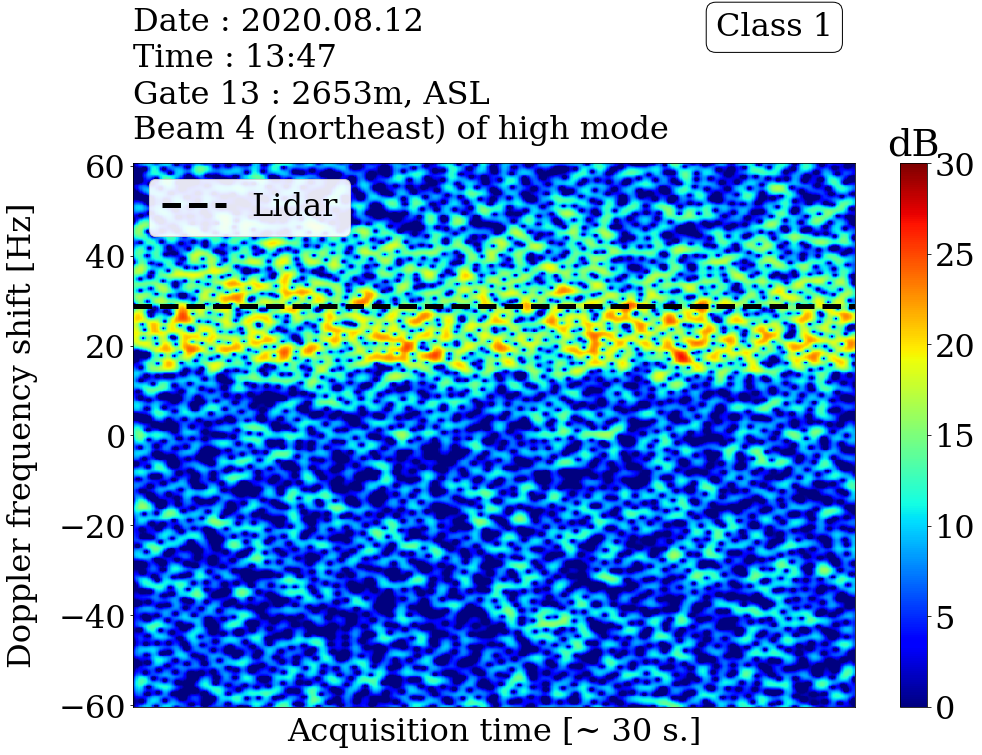 Date : 2020.08.12
Class 1
Time : 13:47
Gate 13 : 2653m, ASL
Beam 4 (northeast) of high mode
dB
60
40
20
0
−20
−40
−60
Doppler frequency shift [Hz]
Lidar
30
25
20
15
10
5
0
Acquisition time [~ 30 s.]